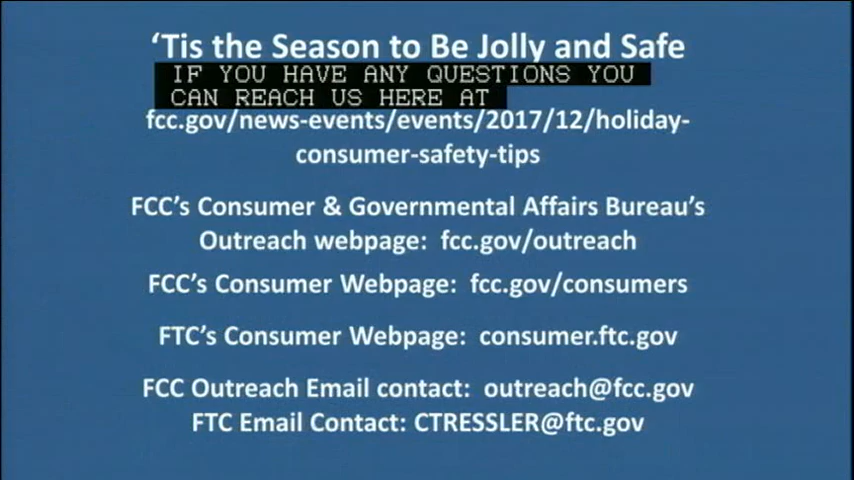 ‘Tis the Season to Be Jolly and Safe
IF YOU HAVE ANY QUESTIONS YOU
CAN REACH US HERE AT
fcc.gov/news-events/events/2017/12/holiday-
consumer-safety-tips
FCC’s Consumer & Governmental Affairs Bureau’s
Outreach webpage: fcc.gov/outreach
FCC’s Consumer Webpage: fcc.gov/consumers
FTC’s Consumer Webpage: consumer.ftc.gov
FCC Outreach Email contact: outreach@fcc.gov
FTC Email Contact: CTRESSLER@ftc.gov